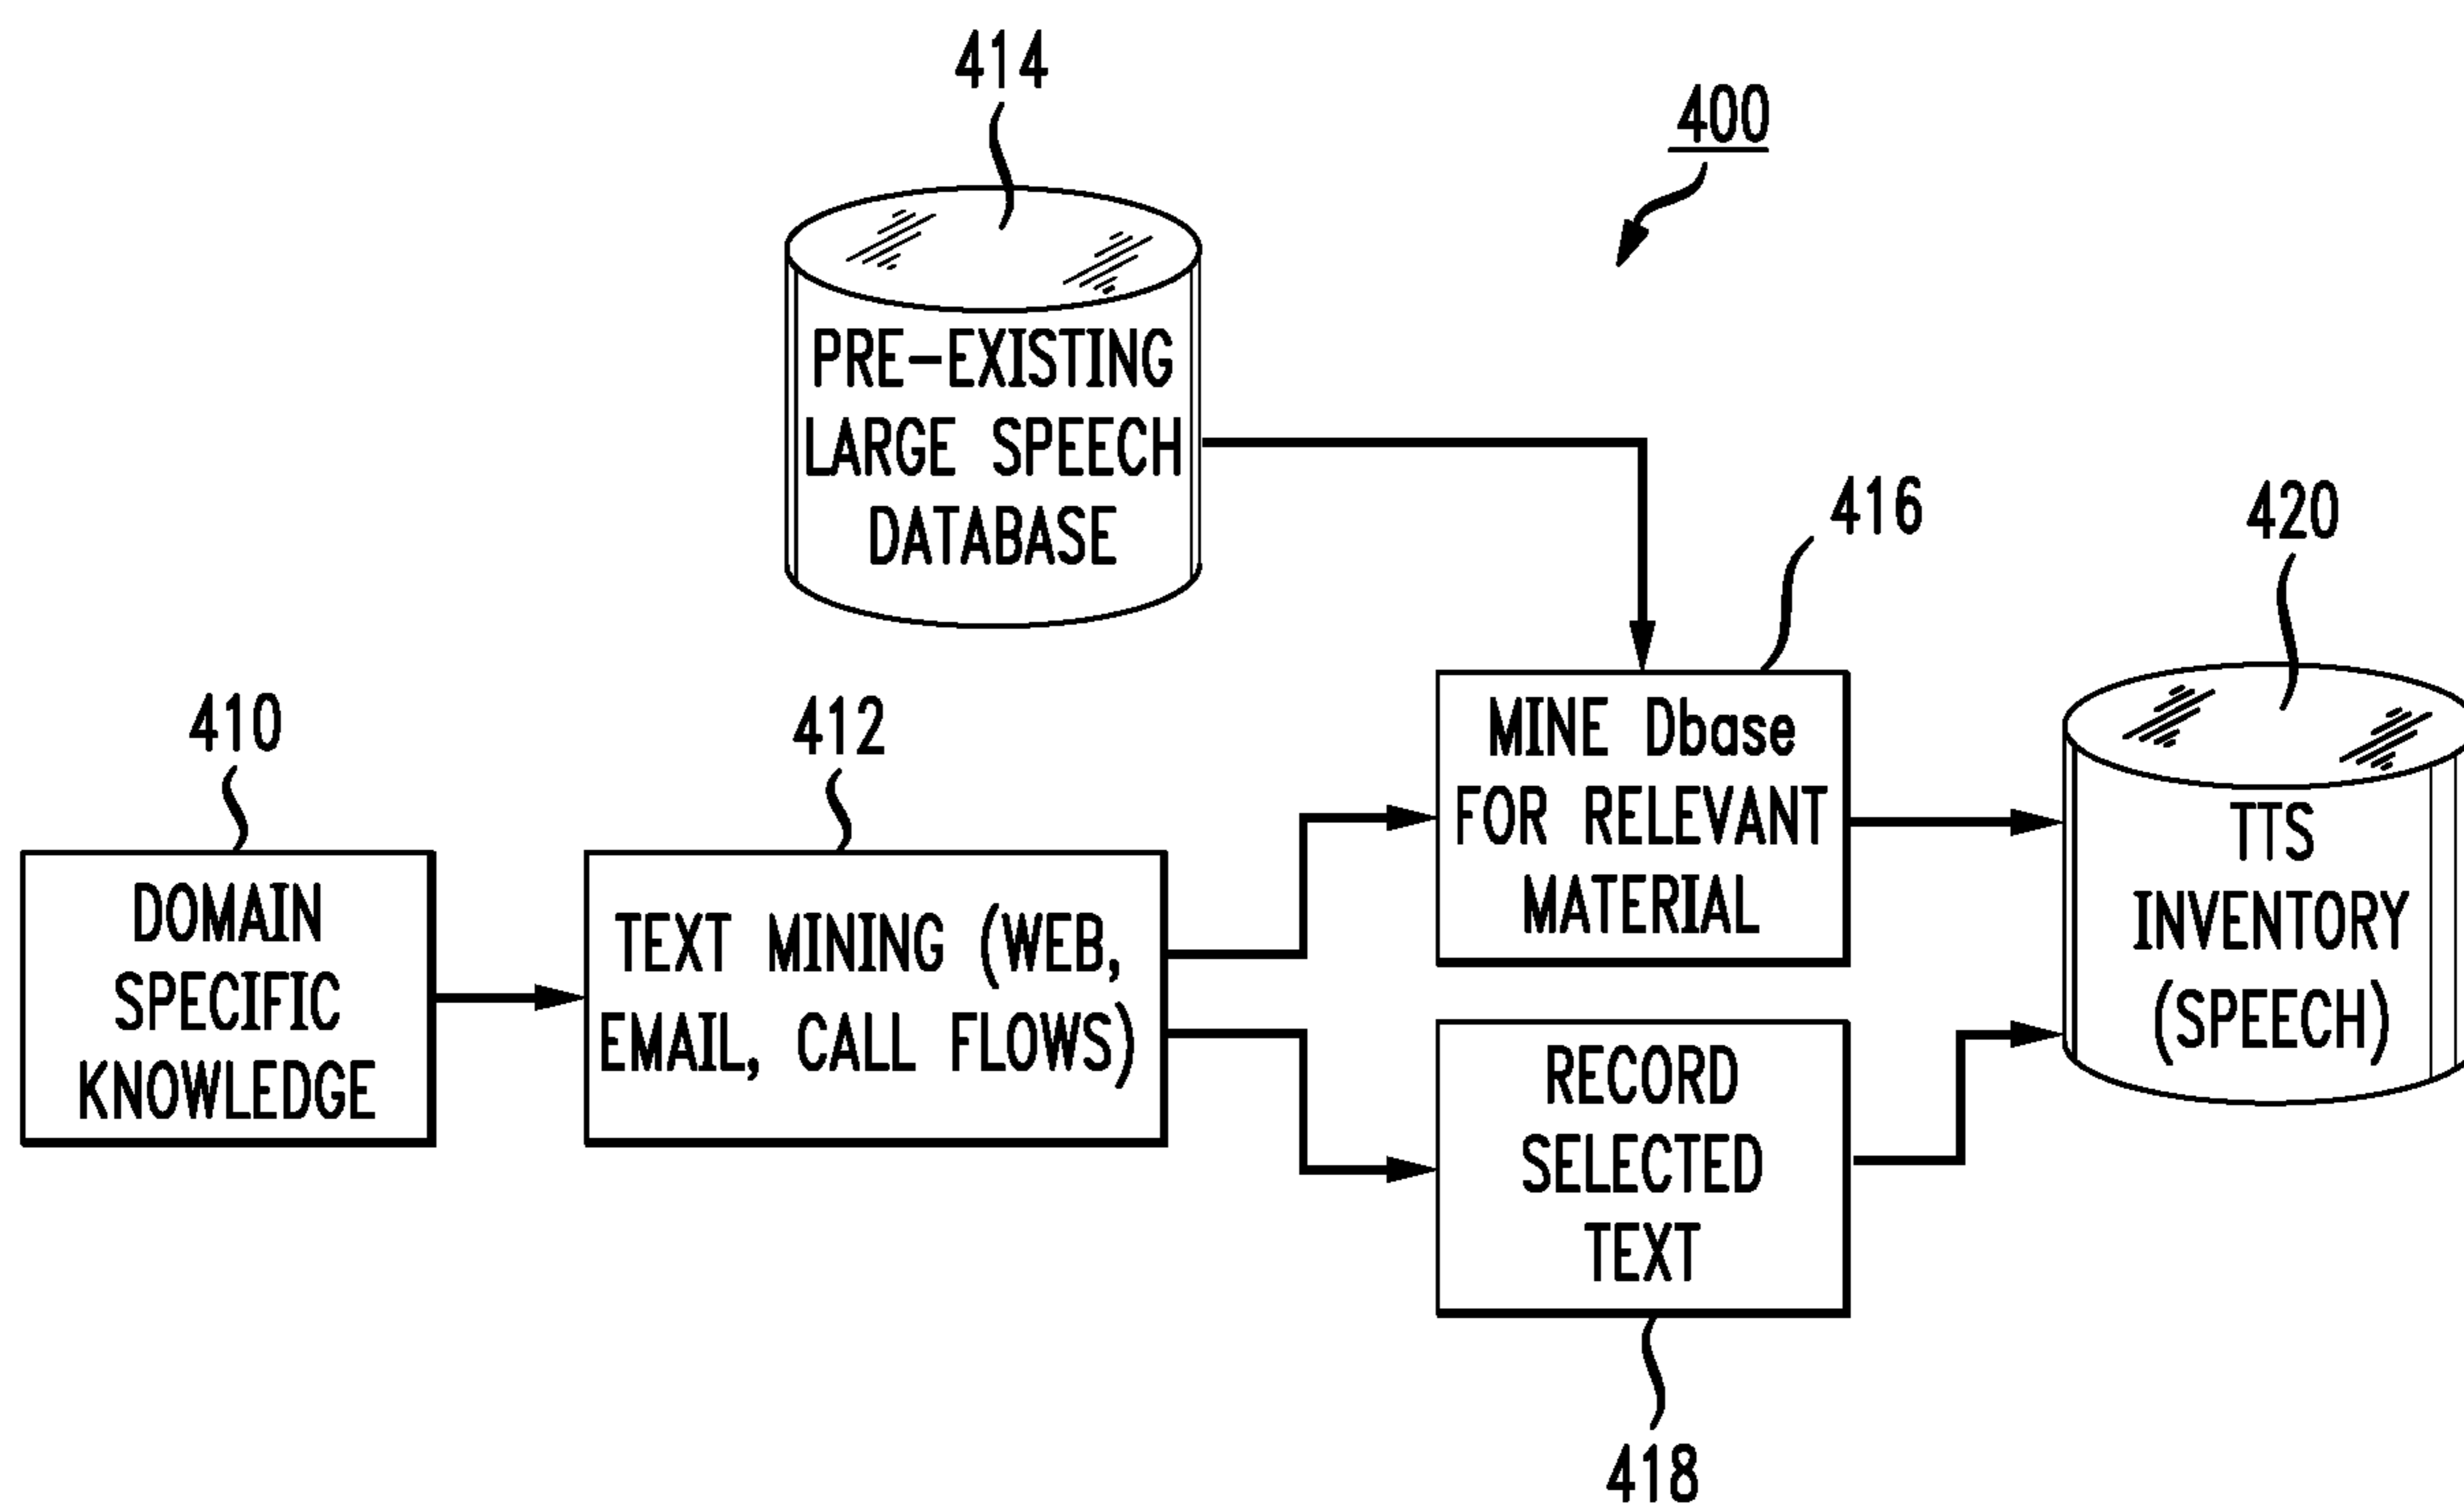 414
400
PRE-EXISTING
LARGE SPEECH
DATABASE
416
420
410
412
MINE Dbase
FOR RELEVANT
MATERIAL
TTS
INVENTORY
(SPEECH)
DOMAIN
SPECIFIC
KNOWLEDGE
TEXT MINING (WEB,
EMAIL, CALL FLOWS)
RECORD
SELECTED
TEXT
418